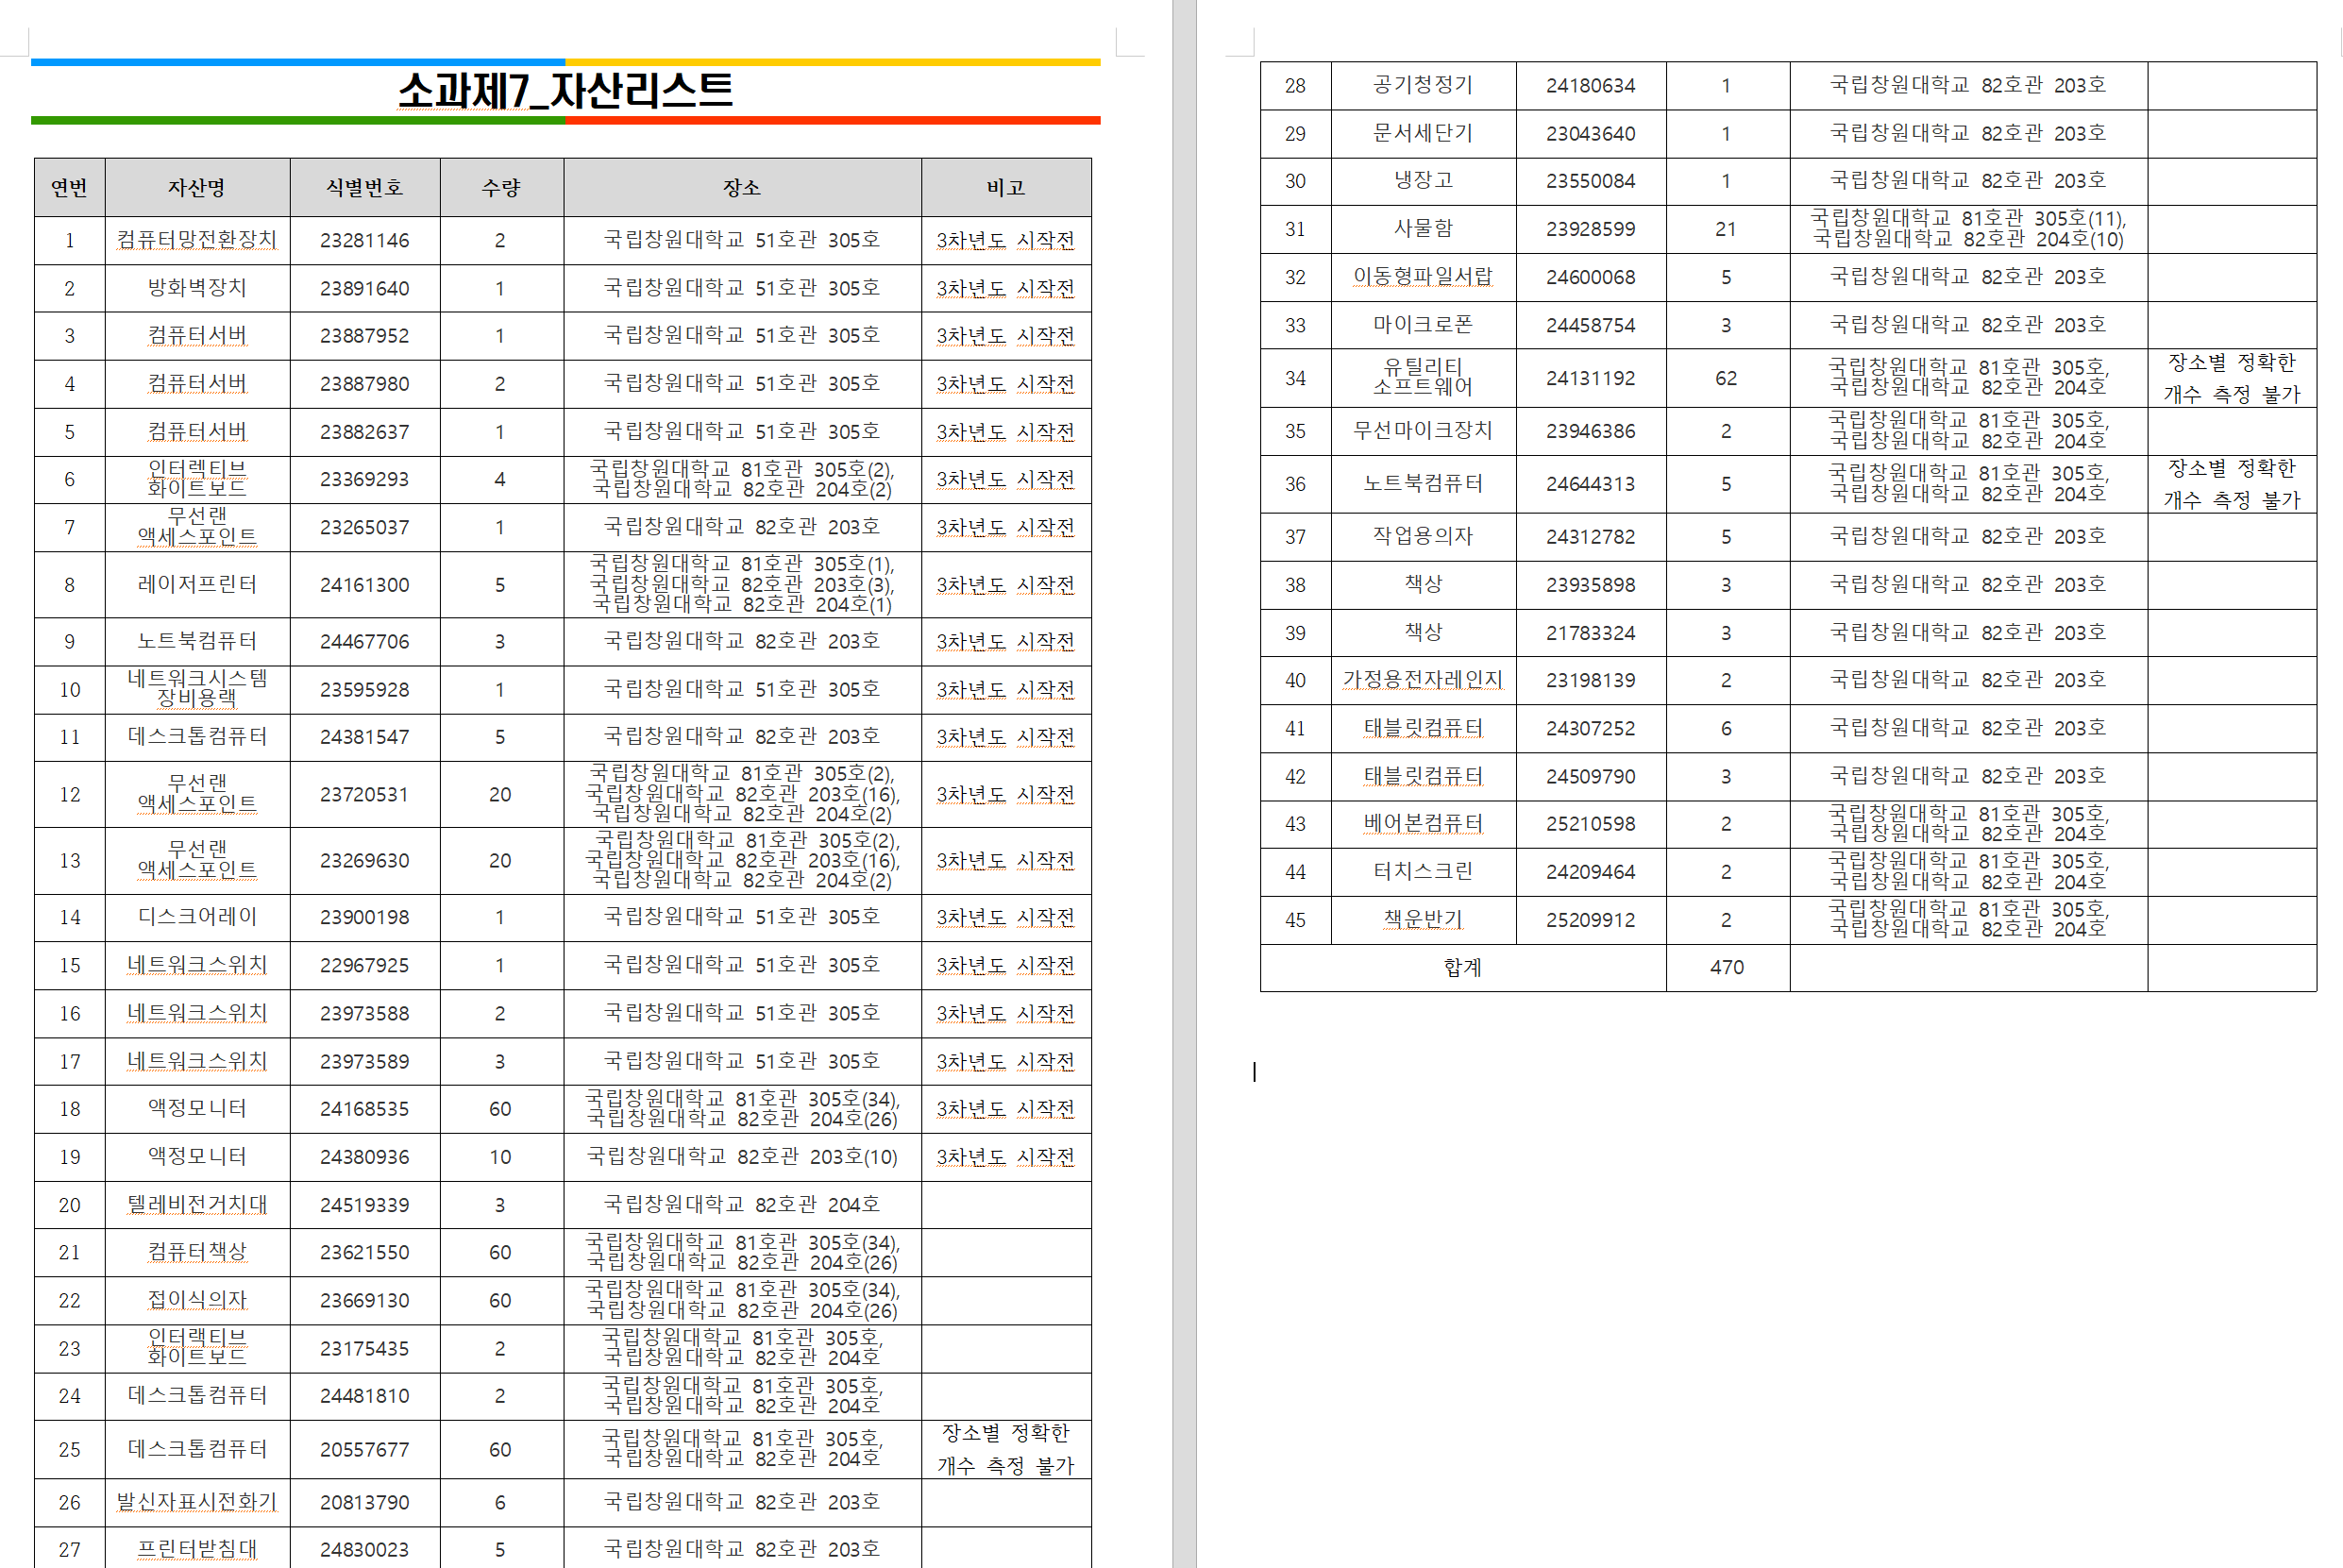 소과제7_자산리스트
연번 자산명 식별번호 수량 장소 비고
1 컴퓨터망전환장치 23281146 2 국립창원대학교 51호관 305호 3차년도 시작전
2 방화벽장치 23891640 1 국립창원대학교 51호관 305호 3차년도 시작전
3 컴퓨터서버 23887952 1 국립창원대학교 51호관 305호 3차년도 시작전
4 컴퓨터서버 23887980 2 국립창원대학교 51호관 305호 3차년도 시작전
5 컴퓨터서버 23882637 1 국립창원대학교 51호관 305호 3차년도 시작전
6 인터렉티브 화이트보드 23369293 4 국립창원대학교 81호관 305호(2), 국립창원대학교 82호관 204호(2) 3차년도 시작전
7 무선랜 액세스포인트 23265037 1 국립창원대학교 82호관 203호 3차년도 시작전
8 레이저프린터 24161300 5 국립창원대학교 81호관 305호(1), 국립창원대학교 82호관 203호(3), 국립창원대학교 82호관 204호(1) 3차년도 시작전
9 노트북컴퓨터 24467706 3 국립창원대학교 82호관 203호 3차년도 시작전
10 네트워크시스템 장비용랙 23595928 1 국립창원대학교 51호관 305호 3차년도 시작전
11 데스크톱컴퓨터 24381547 5 국립창원대학교 82호관 203호 3차년도 시작전
12 무선랜 액세스포인트 23720531 20 국립창원대학교 81호관 305호(2), 국립창원대학교 82호관 203호(16), 국립창원대학교 82호관 204호(2) 3차년도 시작전
13 무선랜 액세스포인트 23269630 20 국립창원대학교 81호관 305호(2), 국립창원대학교 82호관 203호(16), 국립창원대학교 82호관 204호(2) 3차년도 시작전
14 디스크어레이 23900198 1 국립창원대학교 51호관 305호 3차년도 시작전
15 네트워크스위치 22967925 1 국립창원대학교 51호관 305호 3차년도 시작전
16 네트워크스위치 23973588 2 국립창원대학교 51호관 305호 3차년도 시작전
17 네트워크스위치 23973589 3 국립창원대학교 51호관 305호 3차년도 시작전
18 액정모니터 24168535 60 국립창원대학교 81호관 305호(34), 국립창원대학교 82호관 204호(26) 3차년도 시작전
19 액정모니터 24380936 10 국립창원대학교 82호관 203호(10) 3차년도 시작전
20 텔레비전거치대 24519339 3 국립창원대학교 82호관 204호
21 컴퓨터책상 23621550 60 국립창원대학교 81호관 305호(34), 국립창원대학교 82호관 204호(26)
22 접이식의자 23669130 60 국립창원대학교 81호관 305호(34), 국립창원대학교 82호관 204호(26)
23 인터랙티브 화이트보드 23175435 2 국립창원대학교 81호관 305호, 국립창원대학교 82호관 204호
24 데스크톱컴퓨터 24481810 2 국립창원대학교 81호관 305호, 국립창원대학교 82호관 204호
25 데스크톱컴퓨터 20557677 60 국립창원대학교 81호관 305호, 국립창원대학교 82호관 204호 장소별 정확한 개수 측정 불가
26 발신자표시전화기 20813790 6 국립창원대학교 82호관 203호
27 프린터받침대 24830023 5 국립창원대학교 82호관 203호
28 공기청정기 24180634 1 국립창원대학교 82호관 203호
29 문서세단기 23043640 1 국립창원대학교 82호관 203호
30 냉장고 23550084 1 국립창원대학교 82호관 203호
31 사물함 23928599 21 국립창원대학교 81호관 305호(11), 국립창원대학교 82호관 204호(10)
32 이동형파일서랍 24600068 5 국립창원대학교 82호관 203호
33 마이크로폰 24458754 3 국립창원대학교 82호관 203호
34 유틸리티 소프트웨어 24131192 62 국립창원대학교 81호관 305호, 국립창원대학교 82호관 204호 장소별 정확한 개수 측정 불가
35 무선마이크장치 23946386 2 국립창원대학교 81호관 305호, 국립창원대학교 82호관 204호
36 노트북컴퓨터 24644313 5 국립창원대학교 81호관 305호, 국립창원대학교 82호관 204호 장소별 정확한 개수 측정 불가
37 작업용의자 24312782 5 국립창원대학교 82호관 203호
38 책상 23935898 3 국립창원대학교 82호관 203호
39 책상 21783324 3 국립창원대학교 82호관 203호
40 가정용전자레인지 23198139 2 국립창원대학교 82호관 203호
41 태블릿컴퓨터 24307252 6 국립창원대학교 82호관 203호
42 태블릿컴퓨터 24509790 3 국립창원대학교 82호관 203호
43 베어본컴퓨터 25210598 2 국립창원대학교 81호관 305호, 국립창원대학교 82호관 204호
44 터치스크린 24209464 2 국립창원대학교 81호관 305호, 국립창원대학교 82호관 204호
45 책운반기 25209912 2 국립창원대학교 81호관 305호, 국립창원대학교 82호관 204호
합계 470